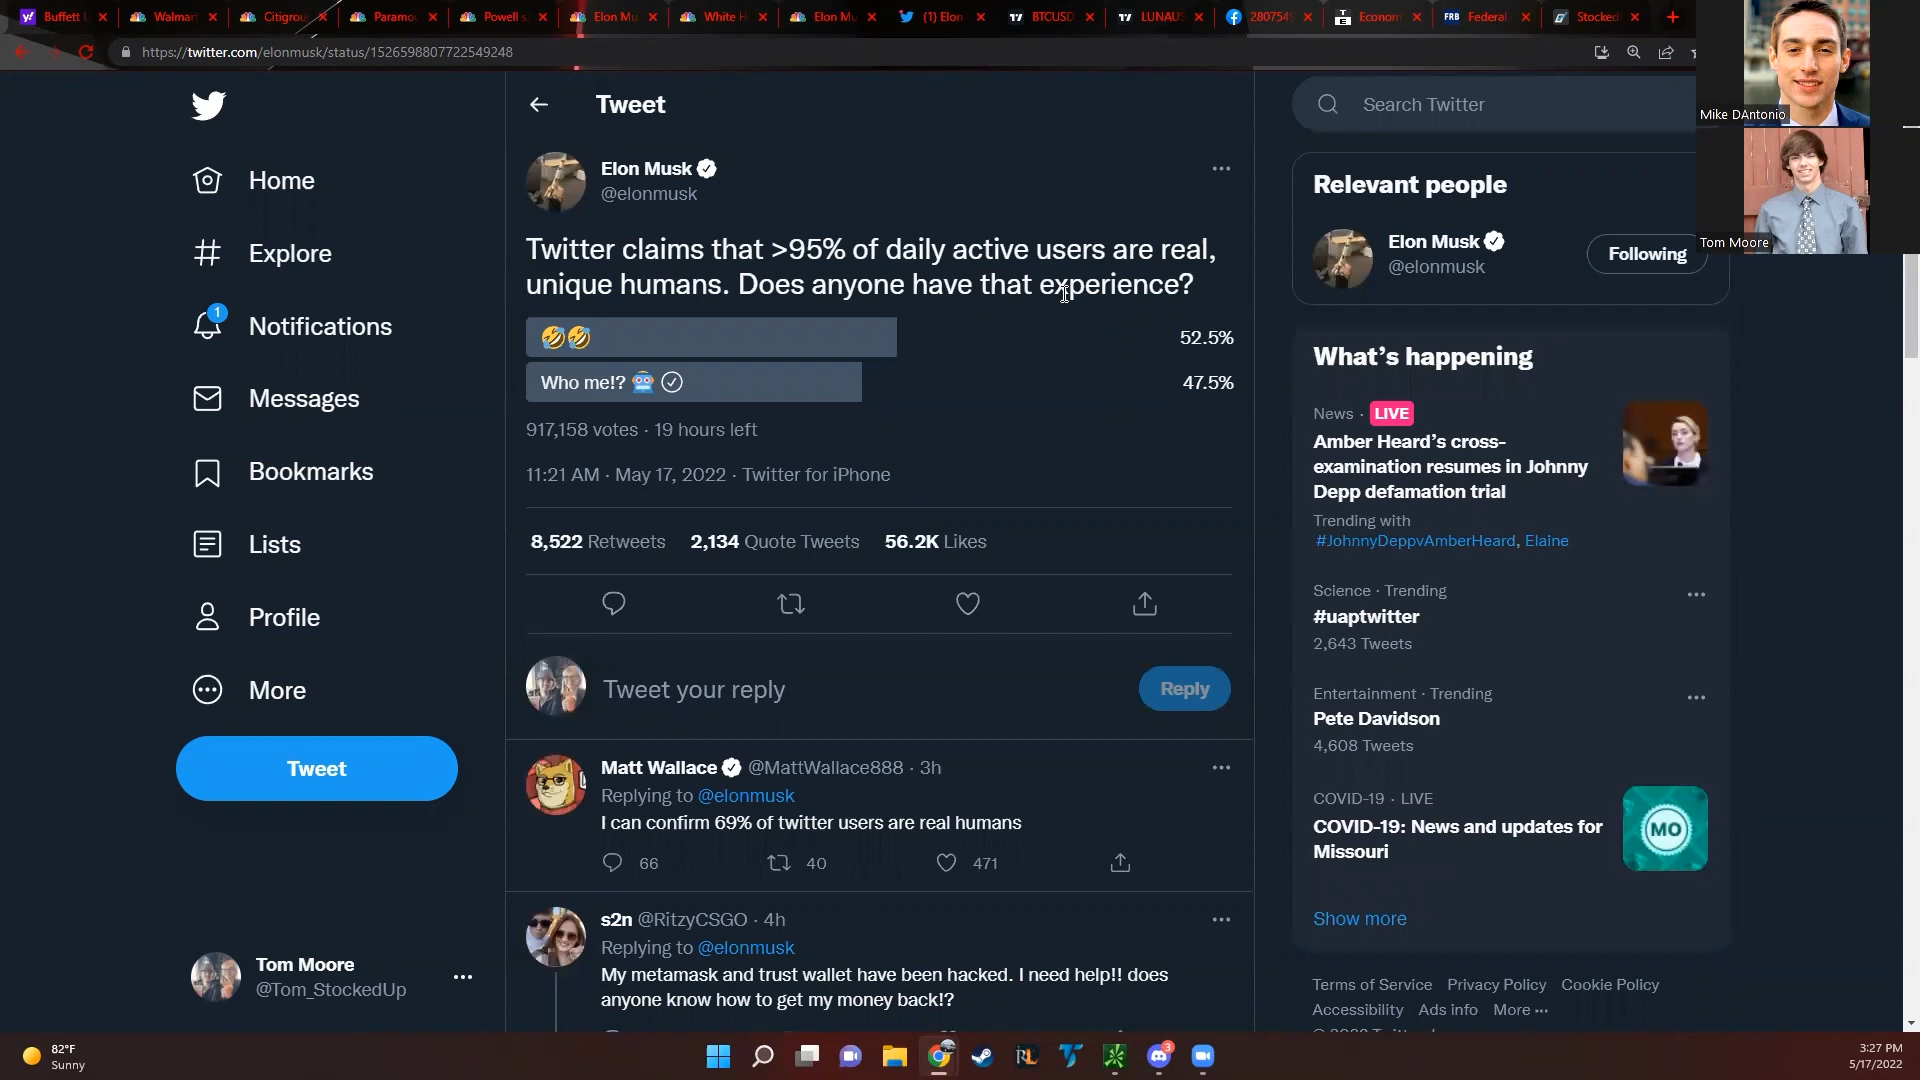 Buffett
Walmar
Citigrou
Paramou
Powell s
Elon Mu
White H
Elon Mu
(1) Elon
BTCUSD
LUNAUS
280754
Econom
Federal
Stocked
https://twitter.com/elonmusk/status/1526598807722549248
Mike DAntonio
Tom Moore
Home
Explore
1
Notifications
Messages
Bookmarks
Lists
Profile
More
Tweet
Tom Moore
@Tom_StockedUp
Tweet
Elon Musk
@elonmusk
Twitter claims that >95% of daily active users are real,
unique humans. Does anyone have that experience?
🤣🤣 52.5%
Who me!? 🤖 47.5%
917,158 votes · 19 hours left
11:21 AM · May 17, 2022 · Twitter for iPhone
8,522 Retweets 2,134 Quote Tweets 56.2K Likes
Tweet your reply
Reply
Matt Wallace @MattWallace888 · 3h
Replying to @elonmusk
I can confirm 69% of twitter users are real humans
66 40 471
s2n @RitzyCSGO · 4h
Replying to @elonmusk
My metamask and trust wallet have been hacked. I need help!! does
anyone know how to get my money back!?
Search Twitter
Relevant people
Elon Musk
@elonmusk
Following
What's happening
News · LIVE
Amber Heard's cross-
examination resumes in Johnny
Depp defamation trial
Trending with
#JohnnyDeppvAmberHeard, Elaine
Science · Trending
#uaptwitter
2,643 Tweets
Entertainment · Trending
Pete Davidson
4,608 Tweets
COVID-19 · LIVE
COVID-19: News and updates for
Missouri
MO
Show more
Terms of Service Privacy Policy Cookie Policy
Accessibility Ads info More
82°F
Sunny
3
3:27 PM
5/17/2022